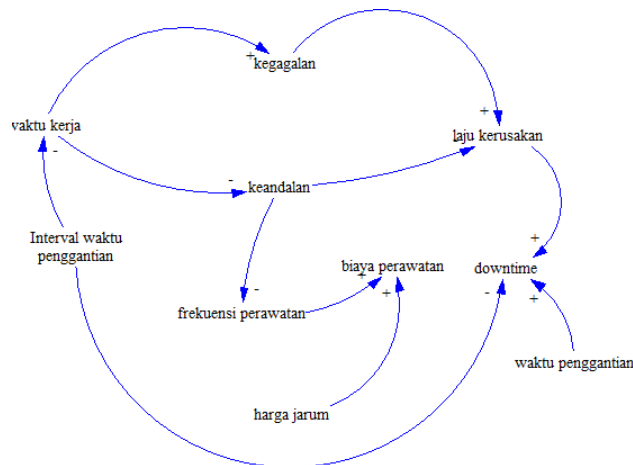 +
kegagalan
vaktu kerja
+
laju kerusakan
-
-
-
keandalan
Interval waktu
penggantian
+
biaya perawatan
downtime
+
+
-
+
-
frekuensi perawatan
waktu penggantian
harga jarum